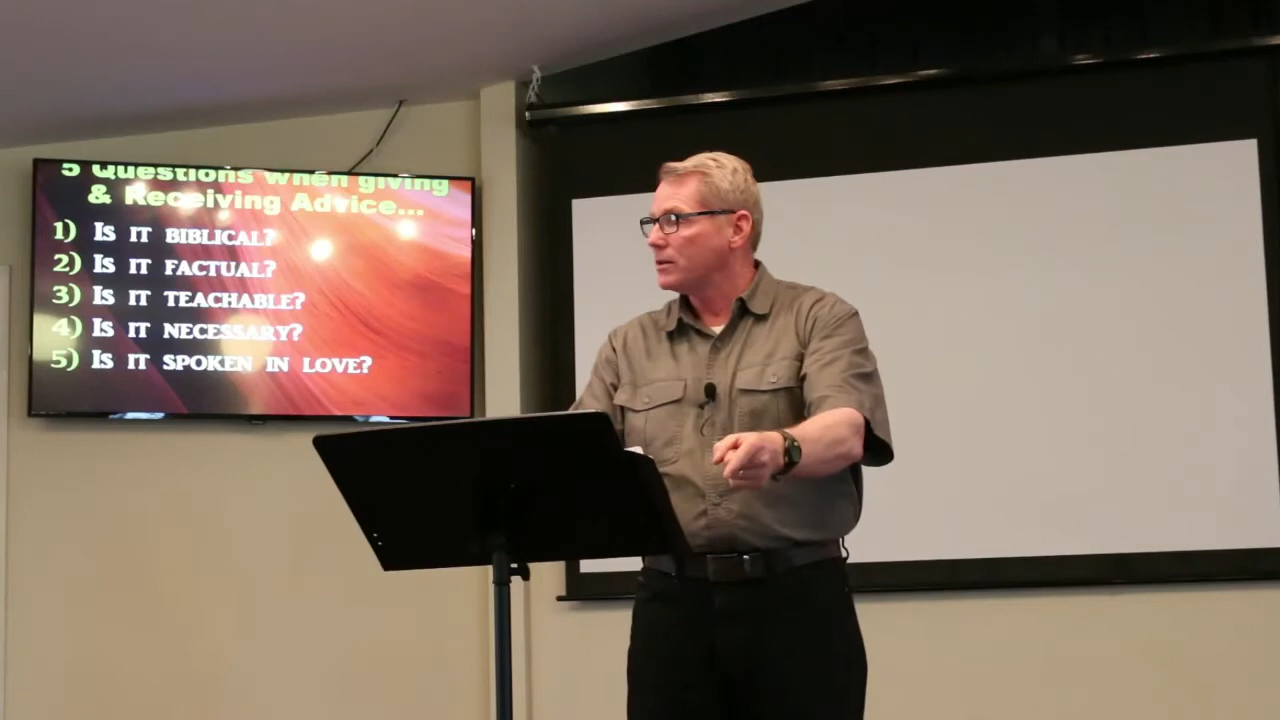 5 Questions when giving
& Receiving Advice...
1) Is it biblical?
2) Is it factual?
3) Is it teachable?
4) Is it necessary?
5) Is it spoken in love?